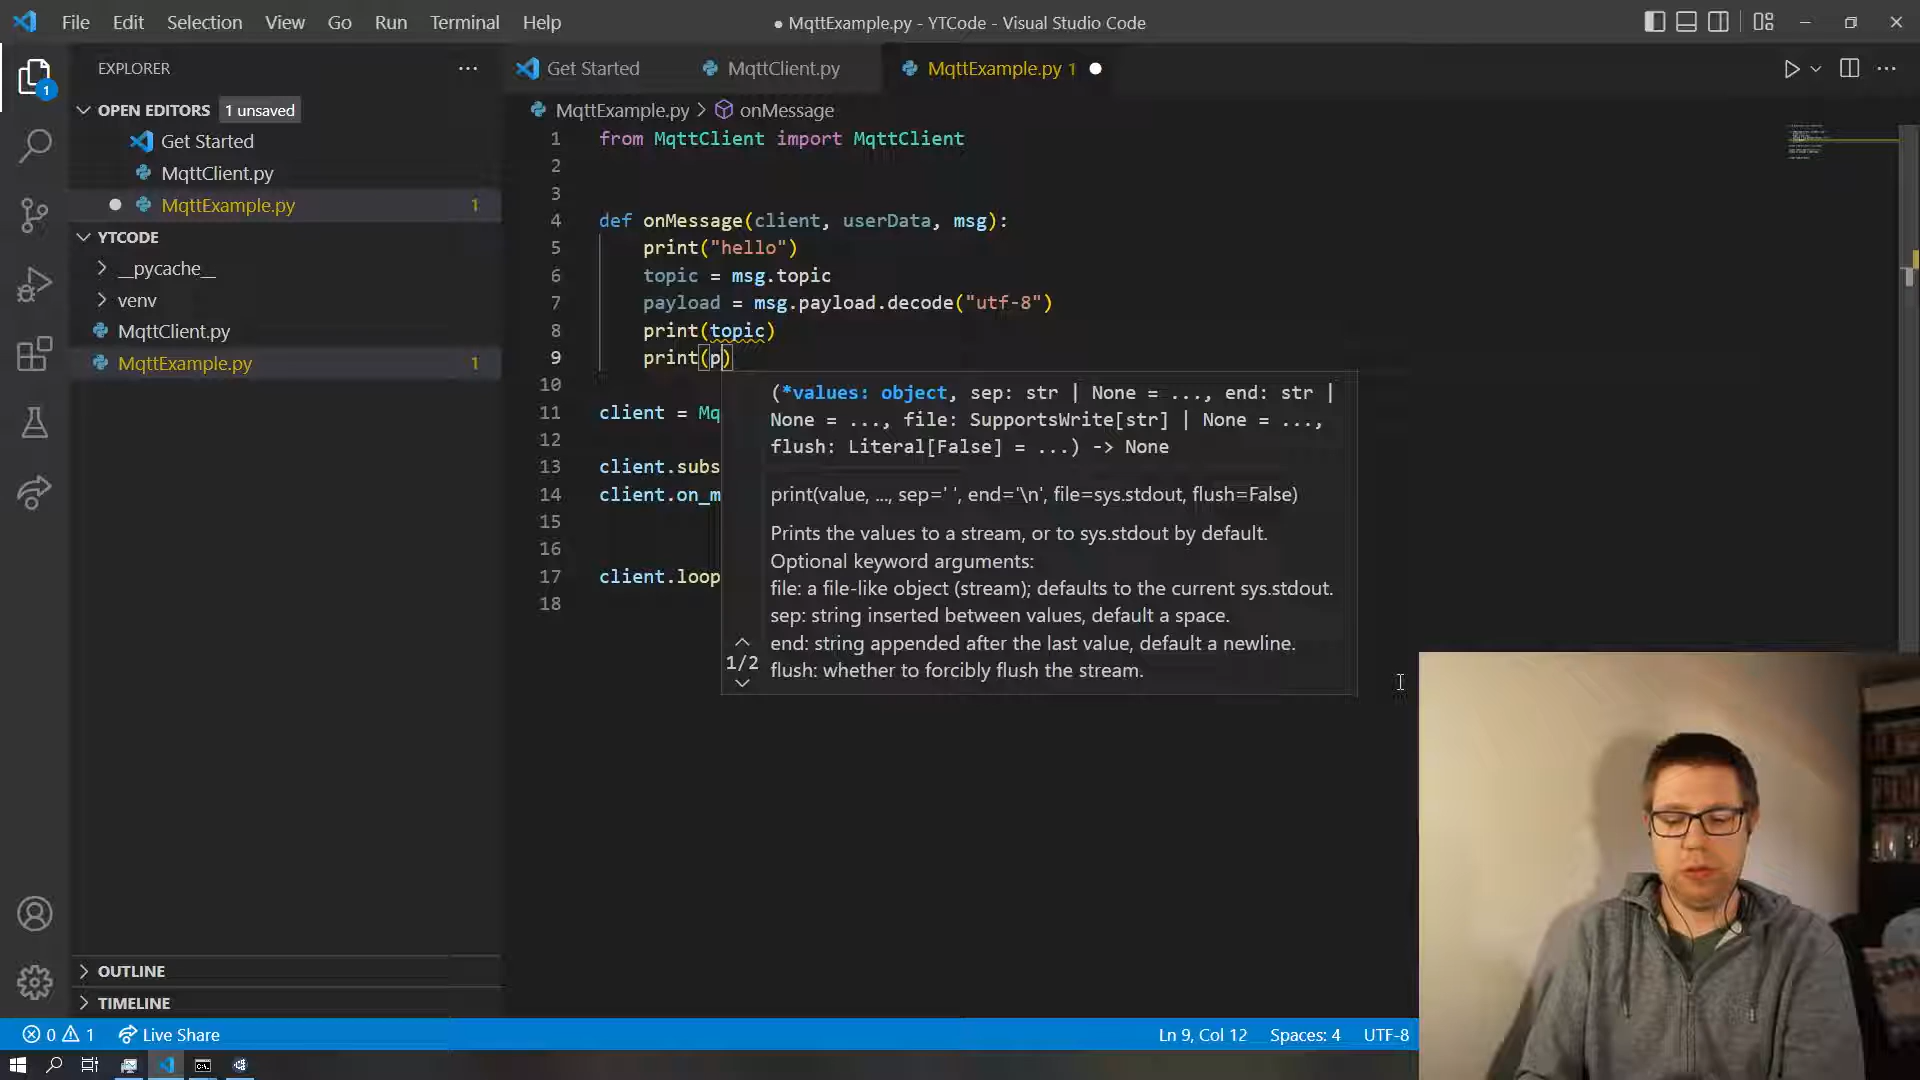 File Edit Selection View Go Run Terminal Help
● MqttExample.py - YTCode - Visual Studio Code
EXPLORER
OPEN EDITORS 1 unsaved
Get Started
MqttClient.py
MqttExample.py 1
YTCODE
__pycache__
venv
MqttClient.py
MqttExample.py 1
OUTLINE
TIMELINE
1
Get Started MqttClient.py MqttExample.py 1
MqttExample.py > onMessage
1 from MqttClient import MqttClient
2
3
4 def onMessage(client, userData, msg):
5 print("hello")
6 topic = msg.topic
7 payload = msg.payload.decode("utf-8")
8 print(topic)
9 print(p)
10
11 client = Mq
12
13 client.subs
14 client.on_m
15
16
17 client.loop
18
(*values: object, sep: str | None = ..., end: str |
None = ..., file: SupportsWrite[str] | None = ...,
flush: Literal[False] = ...) -> None
print(value, ..., sep=' ', end='\n', file=sys.stdout, flush=False)
Prints the values to a stream, or to sys.stdout by default.
Optional keyword arguments:
file: a file-like object (stream); defaults to the current sys.stdout.
sep: string inserted between values, default a space.
end: string appended after the last value, default a newline.
flush: whether to forcibly flush the stream.
1/2
0 1 Live Share
Ln 9, Col 12 Spaces: 4 UTF-8